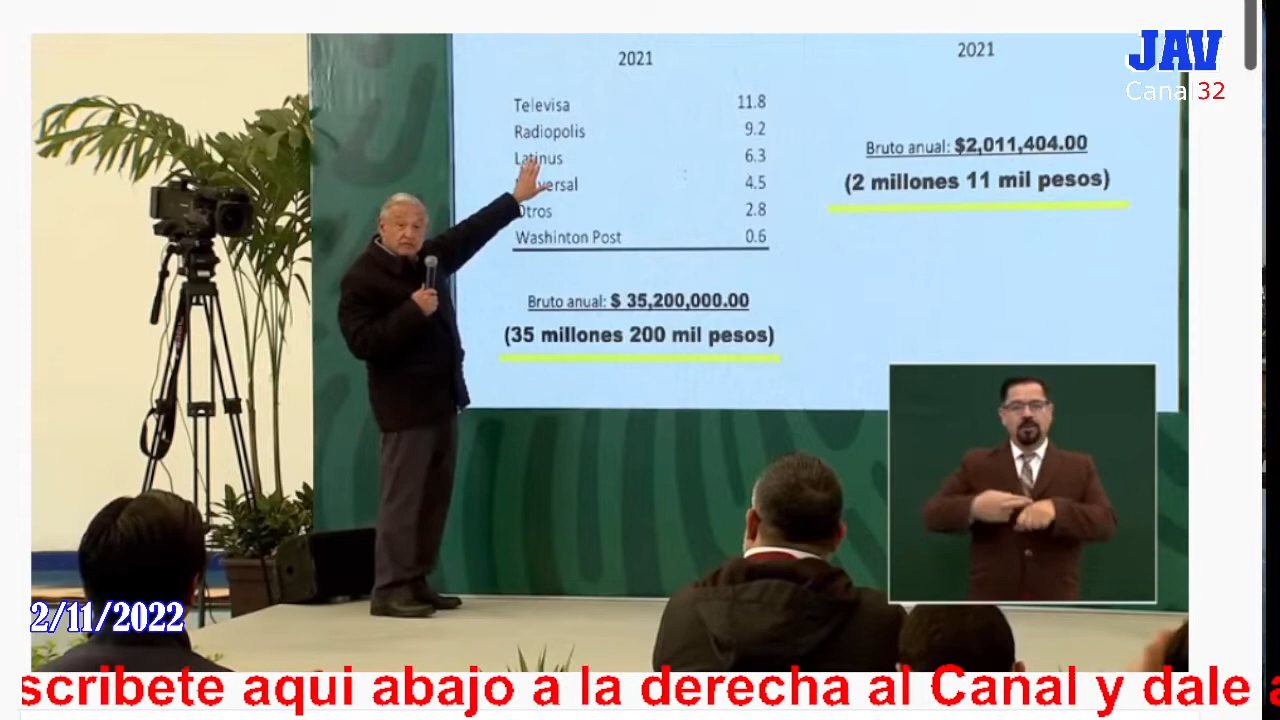 JAV
Canal 32
2021
Televisa 11.8
Radiopolis 9.2
Latinus 6.3
4.5
Otros 2.8
Washinton Post 0.6
Bruto anual: $ 35,200,000.00
(35 millones 200 mil pesos)
2021
Bruto anual: $2,011,404.00
(2 millones 11 mil pesos)
2/11/2022
scribete aqui abajo a la derecha al Canal y dale a